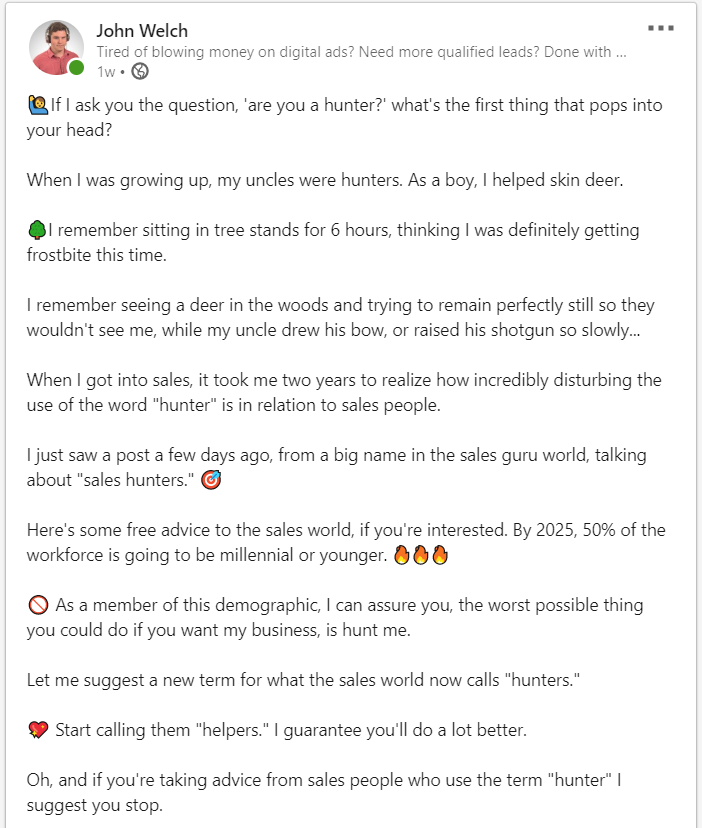 John Welch
Tired of blowing money on digital ads? Need more qualified leads? Done with ...
1w •
🙋‍♂️If I ask you the question, 'are you a hunter?' what's the first thing that pops into
your head?
When I was growing up, my uncles were hunters. As a boy, I helped skin deer.
🌳I remember sitting in tree stands for 6 hours, thinking I was definitely getting
frostbite this time.
I remember seeing a deer in the woods and trying to remain perfectly still so they
wouldn't see me, while my uncle drew his bow, or raised his shotgun so slowly...
When I got into sales, it took me two years to realize how incredibly disturbing the
use of the word "hunter" is in relation to sales people.
I just saw a post a few days ago, from a big name in the sales guru world, talking
about "sales hunters." 🎯
Here's some free advice to the sales world, if you're interested. By 2025, 50% of the
workforce is going to be millennial or younger. 🔥🔥🔥
🚫 As a member of this demographic, I can assure you, the worst possible thing
you could do if you want my business, is hunt me.
Let me suggest a new term for what the sales world now calls "hunters."
💖 Start calling them "helpers." I guarantee you'll do a lot better.
Oh, and if you're taking advice from sales people who use the term "hunter" I
suggest you stop.